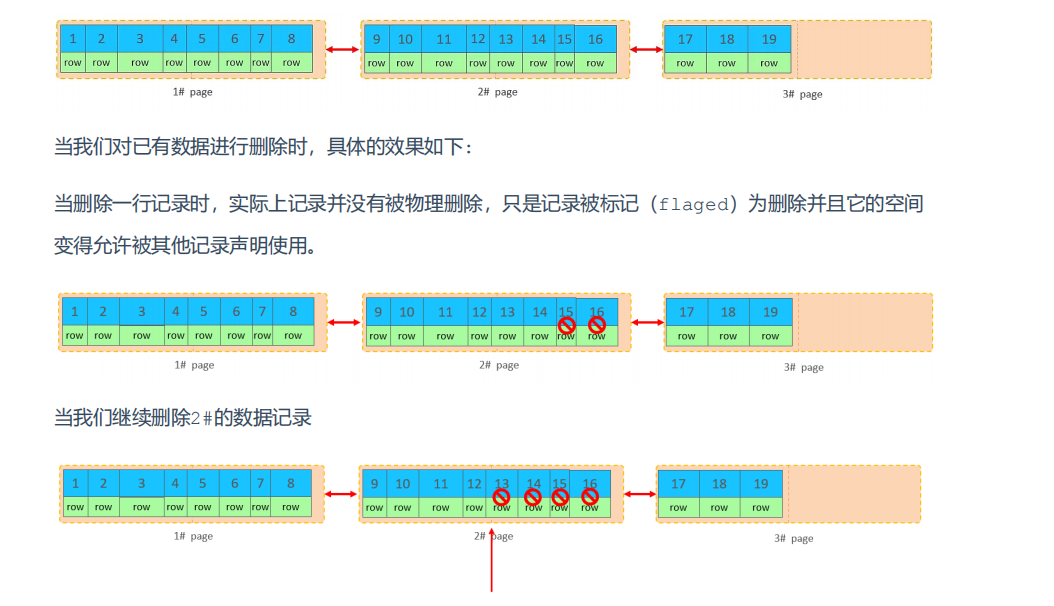 1 2 3 4 5 6 7 8 9 10 11 12 13 14 15 16 17 18 19
row row row row row row row row row row row row row row row row row row row
1# page 2# page 3# page
当我们对已有数据进行删除时，具体的效果如下：
当删除一行记录时，实际上记录并没有被物理删除，只是记录被标记（flaged）为删除并且它的空间
变得允许被其他记录声明使用。
1 2 3 4 5 6 7 8 9 10 11 12 13 14 15 16 17 18 19
row row row row row row row row row row row row row row row row row row row
1# page 2# page 3# page
当我们继续删除2#的数据记录
1 2 3 4 5 6 7 8 9 10 11 12 13 14 15 16 17 18 19
row row row row row row row row row row row row row row row row row row row
1# page 2# page 3# page